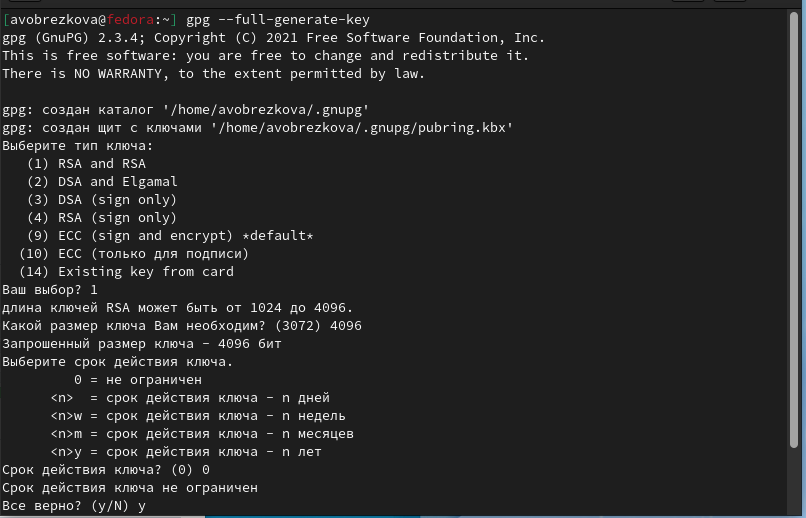 [avobrezkova@fedora:~] gpg --full-generate-key
gpg (GnuPG) 2.3.4; Copyright (C) 2021 Free Software Foundation, Inc.
This is free software: you are free to change and redistribute it.
There is NO WARRANTY, to the extent permitted by law.
gpg: создан каталог '/home/avobrezkova/.gnupg'
gpg: создан щит с ключами '/home/avobrezkova/.gnupg/pubring.kbx'
Выберите тип ключа:
(1) RSA and RSA
(2) DSA and Elgamal
(3) DSA (sign only)
(4) RSA (sign only)
(9) ECC (sign and encrypt) *default*
(10) ECC (только для подписи)
(14) Existing key from card
Ваш выбор? 1
длина ключей RSA может быть от 1024 до 4096.
Какой размер ключа Вам необходим? (3072) 4096
Запрошенный размер ключа - 4096 бит
Выберите срок действия ключа.
0 = не ограничен
<n>  = срок действия ключа - n дней
<n>w = срок действия ключа - n недель
<n>m = срок действия ключа - n месяцев
<n>y = срок действия ключа - n лет
Срок действия ключа? (0) 0
Срок действия ключа не ограничен
Все верно? (y/N) y